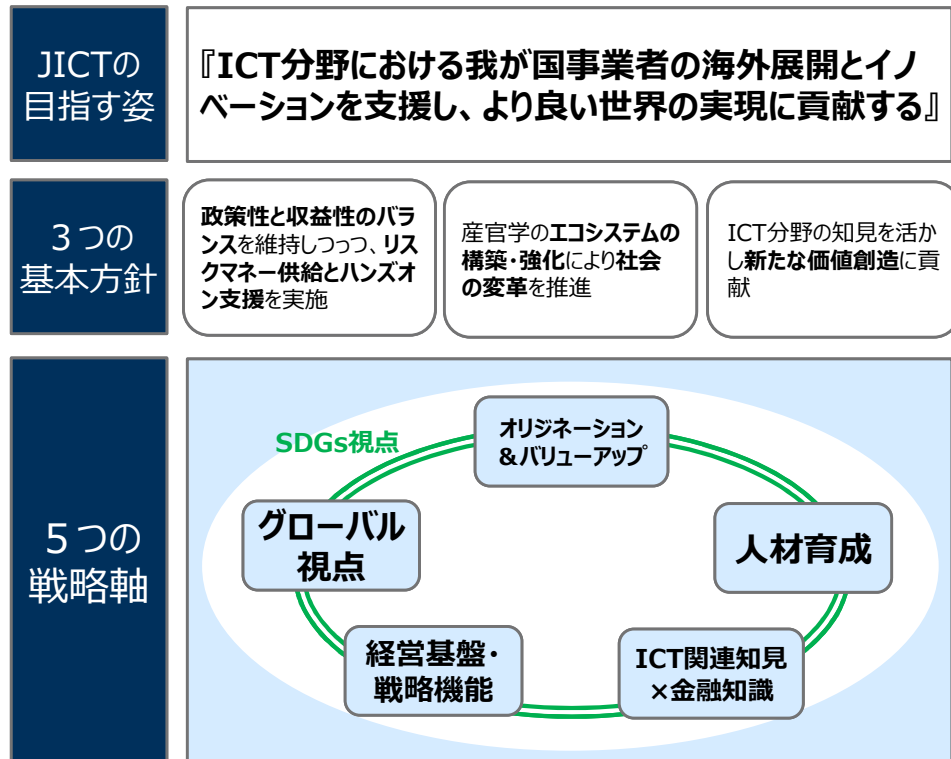 JICTの
目指す姿
『ICT分野における我が国事業者の海外展開とイノ
ベーションを支援し、より良い世界の実現に貢献する』
３つの
基本方針
政策性と収益性のバラ
ンスを維持しつっつ、リス
クマネー供給とハンズオ
ン支援を実施
産官学のエコシステムの
構築・強化により社会
の変革を推進
ICT分野の知見を活か
し新たな価値創造に貢
献
５つの
戦略軸
SDGs視点
オリジネーション
＆バリューアップ
グローバル
視点
人材育成
経営基盤・
戦略機能
ICT関連知見
×金融知識